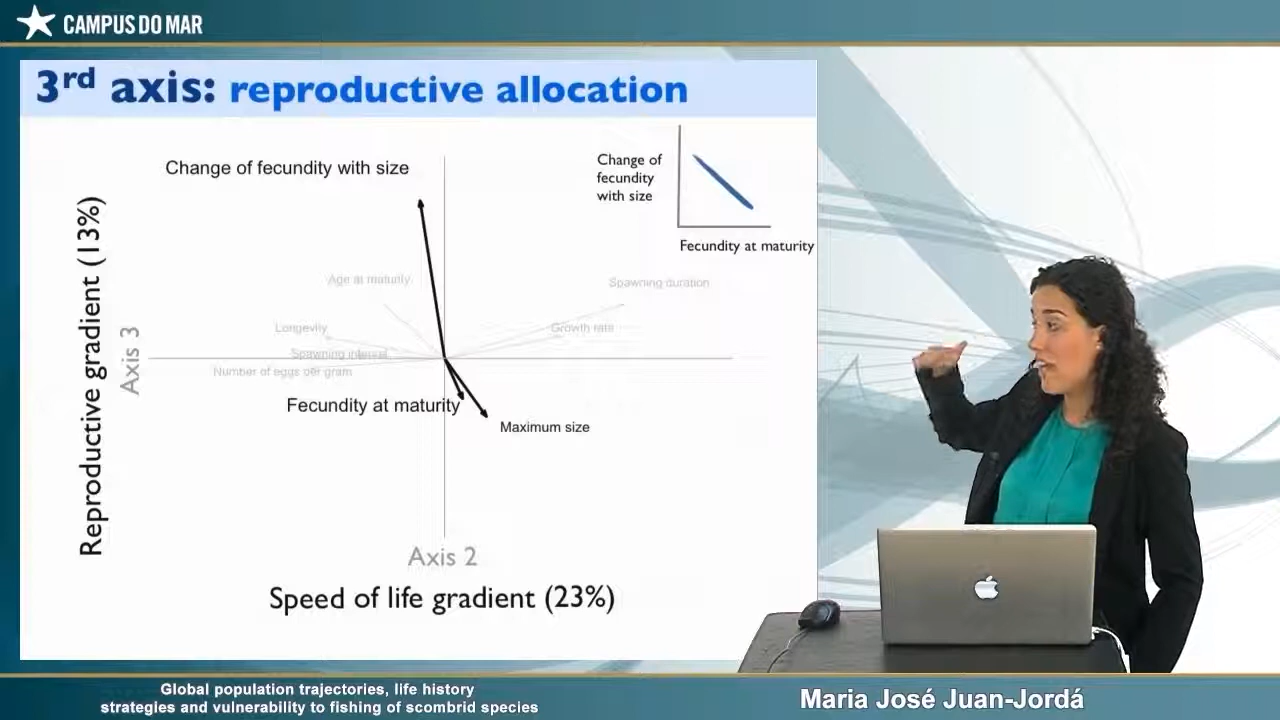 CAMPUS DO MAR
3rd axis: reproductive allocation
Change of fecundity with size
Change of
fecundity
with size
Fecundity at maturity
Age at maturity
Spawning duration
Longevity
Growth rate
Spawning interval
Number of eggs per gram
Fecundity at maturity
Maximum size
Reproductive gradient (13%)
Axis 3
Axis 2
Speed of life gradient (23%)
Global population trajectories, life history
strategies and vulnerability to fishing of scombrid species
Maria José Juan-Jordá